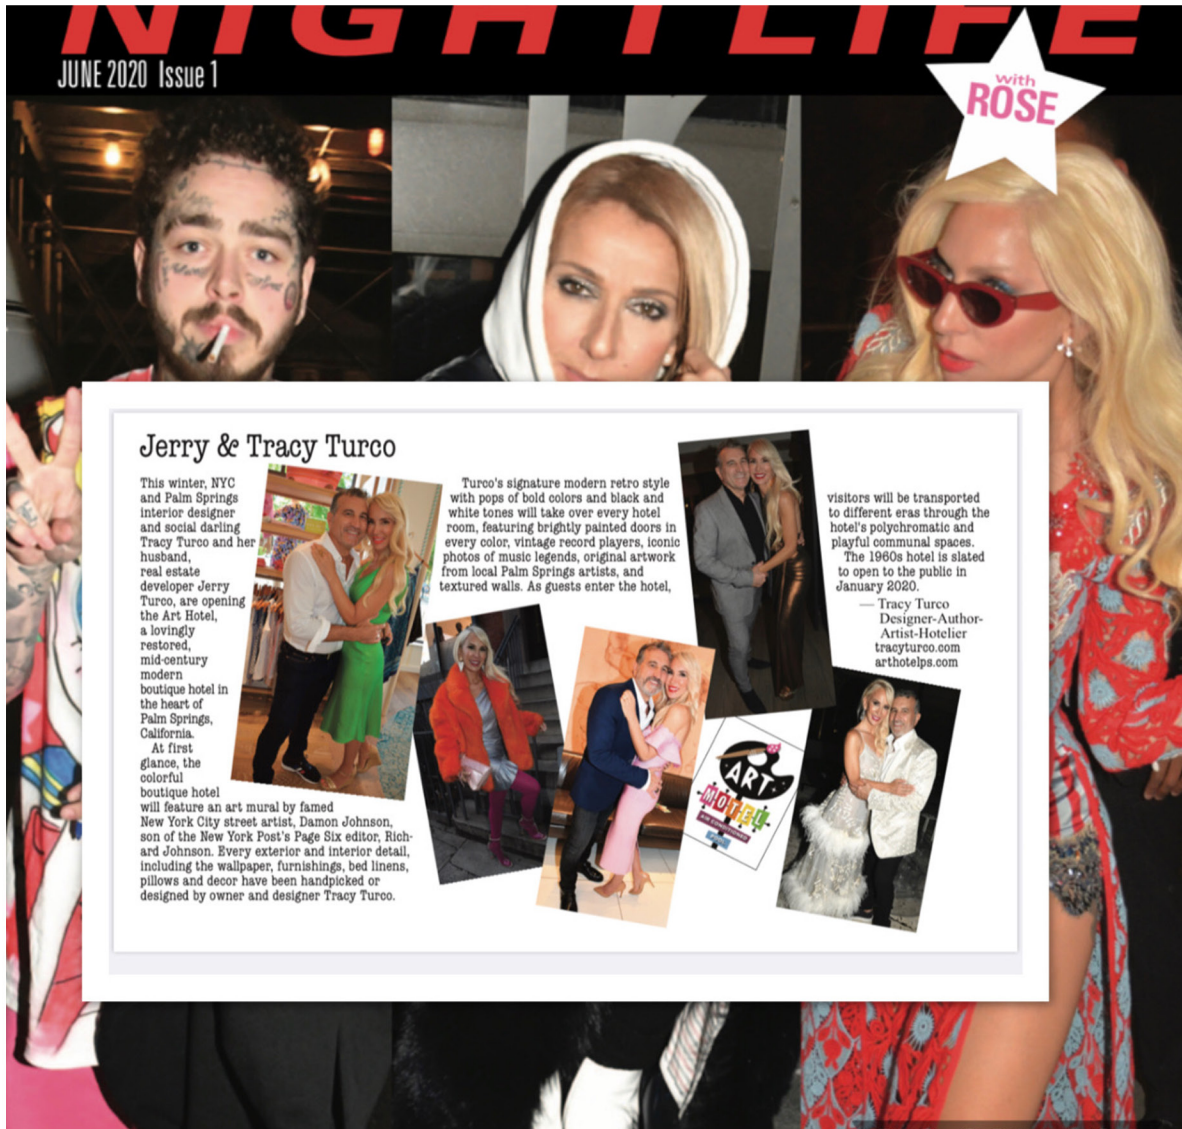 NIGHTLIFE
JUNE 2020 Issue 1
with
ROSE
Jerry & Tracy Turco
This winter, NYC
and Palm Springs
interior designer
and social darling
Tracy Turco and her
husband,
real estate
developer Jerry
Turco, are opening
the Art Hotel,
a lovingly
restored,
mid-century
modern
boutique hotel in
the heart of
Palm Springs,
California.
At first
glance, the
colorful
boutique hotel
will feature an art mural by famed
New York City street artist, Damon Johnson,
son of the New York Post's Page Six editor, Rich-
ard Johnson. Every exterior and interior detail,
including the wallpaper, furnishings, bed linens,
pillows and decor have been handpicked or
designed by owner and designer Tracy Turco.
Turco's signature modern retro style
with pops of bold colors and black and
white tones will take over every hotel
room, featuring brightly painted doors in
every color, vintage record players, iconic
photos of music legends, original artwork
from local Palm Springs artists, and
textured walls. As guests enter the hotel,
visitors will be transported
to different eras through the
hotel's polychromatic and
playful communal spaces.
The 1960s hotel is slated
to open to the public in
January 2020.
— Tracy Turco
Designer-Author-
Artist-Hotelier
tracyturco.com
arthotelps.com
ART
MOTEL
AIR CONDITIONED